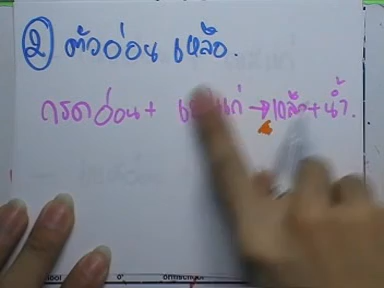 ② ตัวอ่อนเหลือ.
กรดอ่อน + แก่ → เกลือ + น้ำ.